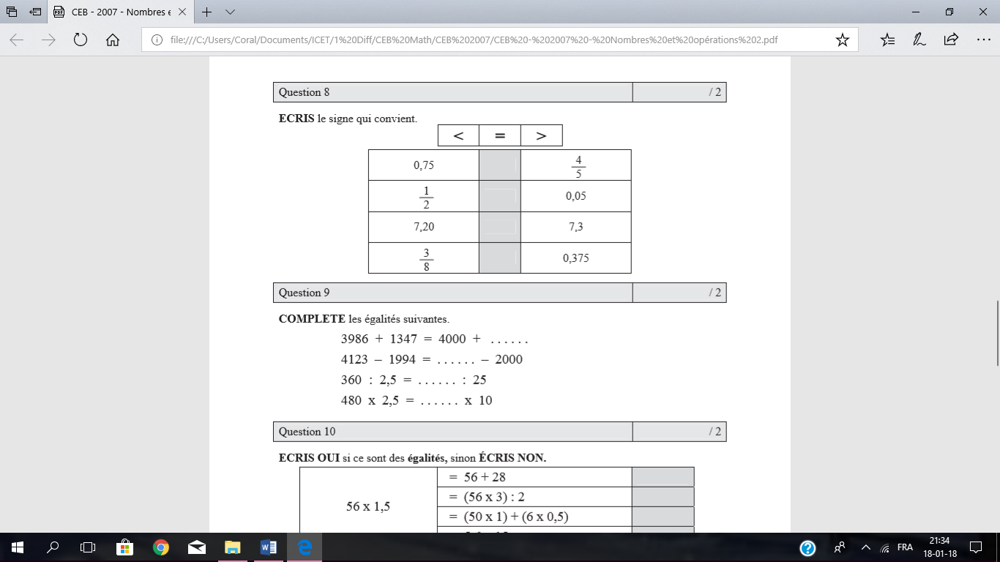 CEB - 2007 - Nombres e
file:///C:/Users/Coral/Documents/ICET/1%20Diff/CEB%20Math/CEB%202007/CEB%20-%202007%20-%20Nombres%20et%20opérations%202.pdf
Question 8 / 2
ECRIS le signe qui convient.
< = >
0,75 4/5
1/2 0,05
7,20 7,3
3/8 0,375
Question 9 / 2
COMPLETE les égalités suivantes.
3986 + 1347 = 4000 + ......
4123 – 1994 = ...... – 2000
360 : 2,5 = ...... : 25
480 x 2,5 = ...... x 10
Question 10 / 2
ECRIS OUI si ce sont des égalités, sinon ÉCRIS NON.
= 56 + 28
= (56 x 3) : 2
56 x 1,5
= (50 x 1) + (6 x 0,5)
FRA
21:34
18-01-18